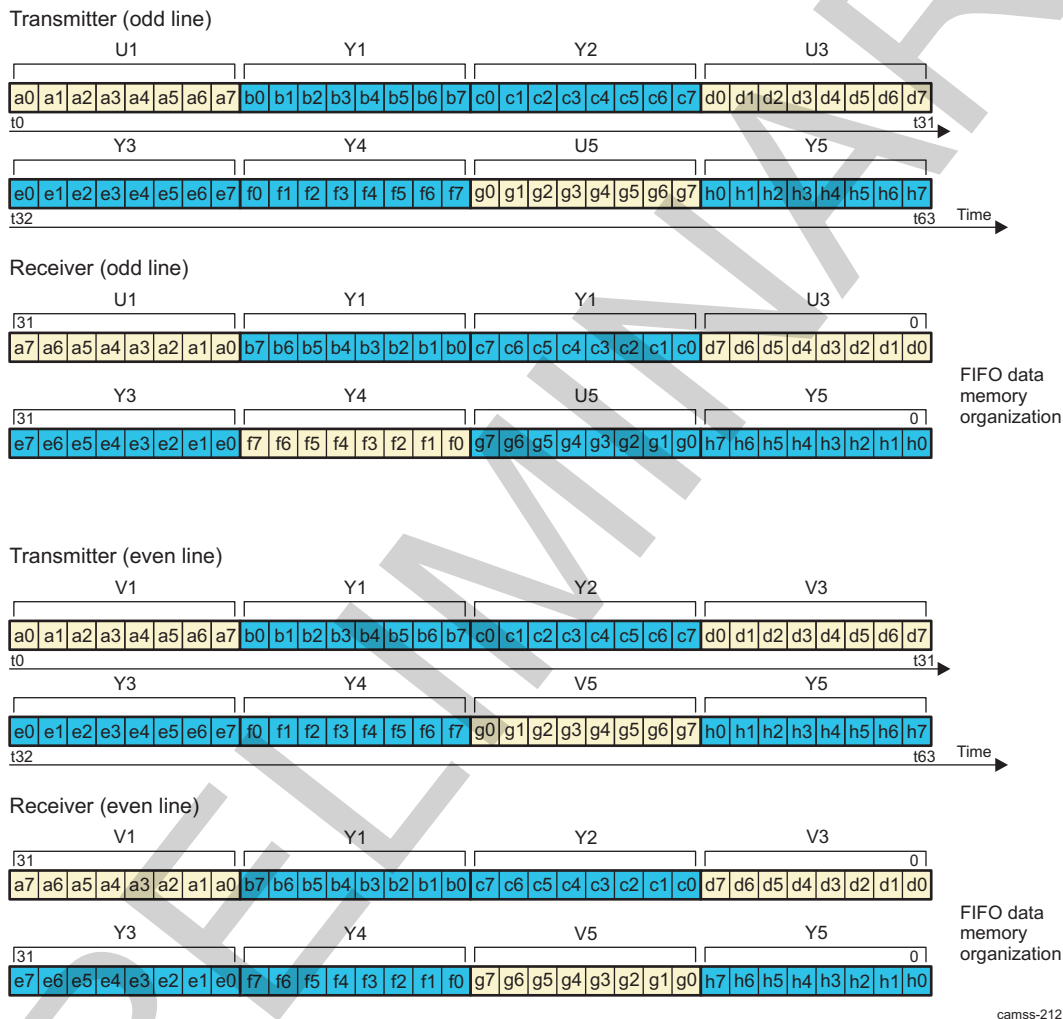 Transmitter (odd line)
U1 Y1 Y2 U3
a0 a1 a2 a3 a4 a5 a6 a7 b0 b1 b2 b3 b4 b5 b6 b7 c0 c1 c2 c3 c4 c5 c6 c7 d0 d1 d2 d3 d4 d5 d6 d7
t0 t31
Y3 Y4 U5 Y5
e0 e1 e2 e3 e4 e5 e6 e7 f0 f1 f2 f3 f4 f5 f6 f7 g0 g1 g2 g3 g4 g5 g6 g7 h0 h1 h2 h3 h4 h5 h6 h7
t32 t63 Time
Receiver (odd line)
U1 Y1 Y1 U3
31 0
a7 a6 a5 a4 a3 a2 a1 a0 b7 b6 b5 b4 b3 b2 b1 b0 c7 c6 c5 c4 c3 c2 c1 c0 d7 d6 d5 d4 d3 d2 d1 d0
Y3 Y4 U5 Y5
31 0
e7 e6 e5 e4 e3 e2 e1 e0 f7 f6 f5 f4 f3 f2 f1 f0 g7 g6 g5 g4 g3 g2 g1 g0 h7 h6 h5 h4 h3 h2 h1 h0
FIFO data
memory
organization
Transmitter (even line)
V1 Y1 Y2 V3
a0 a1 a2 a3 a4 a5 a6 a7 b0 b1 b2 b3 b4 b5 b6 b7 c0 c1 c2 c3 c4 c5 c6 c7 d0 d1 d2 d3 d4 d5 d6 d7
t0 t31
Y3 Y4 V5 Y5
e0 e1 e2 e3 e4 e5 e6 e7 f0 f1 f2 f3 f4 f5 f6 f7 g0 g1 g2 g3 g4 g5 g6 g7 h0 h1 h2 h3 h4 h5 h6 h7
t32 t63 Time
Receiver (even line)
V1 Y1 Y2 V3
31 0
a7 a6 a5 a4 a3 a2 a1 a0 b7 b6 b5 b4 b3 b2 b1 b0 c7 c6 c5 c4 c3 c2 c1 c0 d7 d6 d5 d4 d3 d2 d1 d0
Y3 Y4 V5 Y5
31 0
e7 e6 e5 e4 e3 e2 e1 e0 f7 f6 f5 f4 f3 f2 f1 f0 g7 g6 g5 g4 g3 g2 g1 g0 h7 h6 h5 h4 h3 h2 h1 h0
FIFO data
memory
organization
camss-212